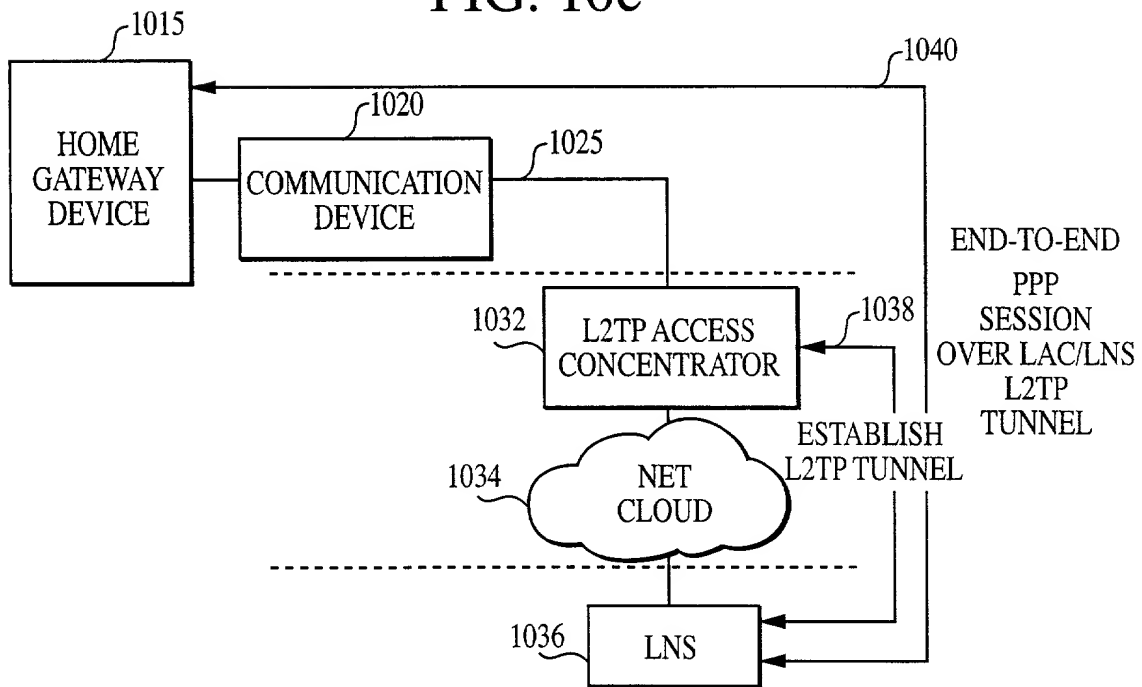 FIG.
1015
1040
1020
1025
HOME
GATEWAY
DEVICE
COMMUNICATION
DEVICE
END-TO-END
PPP
SESSION
OVER LAC/LNS
L2TP
TUNNEL
1032
L2TP ACCESS
CONCENTRATOR
1038
ESTABLISH
L2TP TUNNEL
1034
NET
CLOUD
1036
LNS